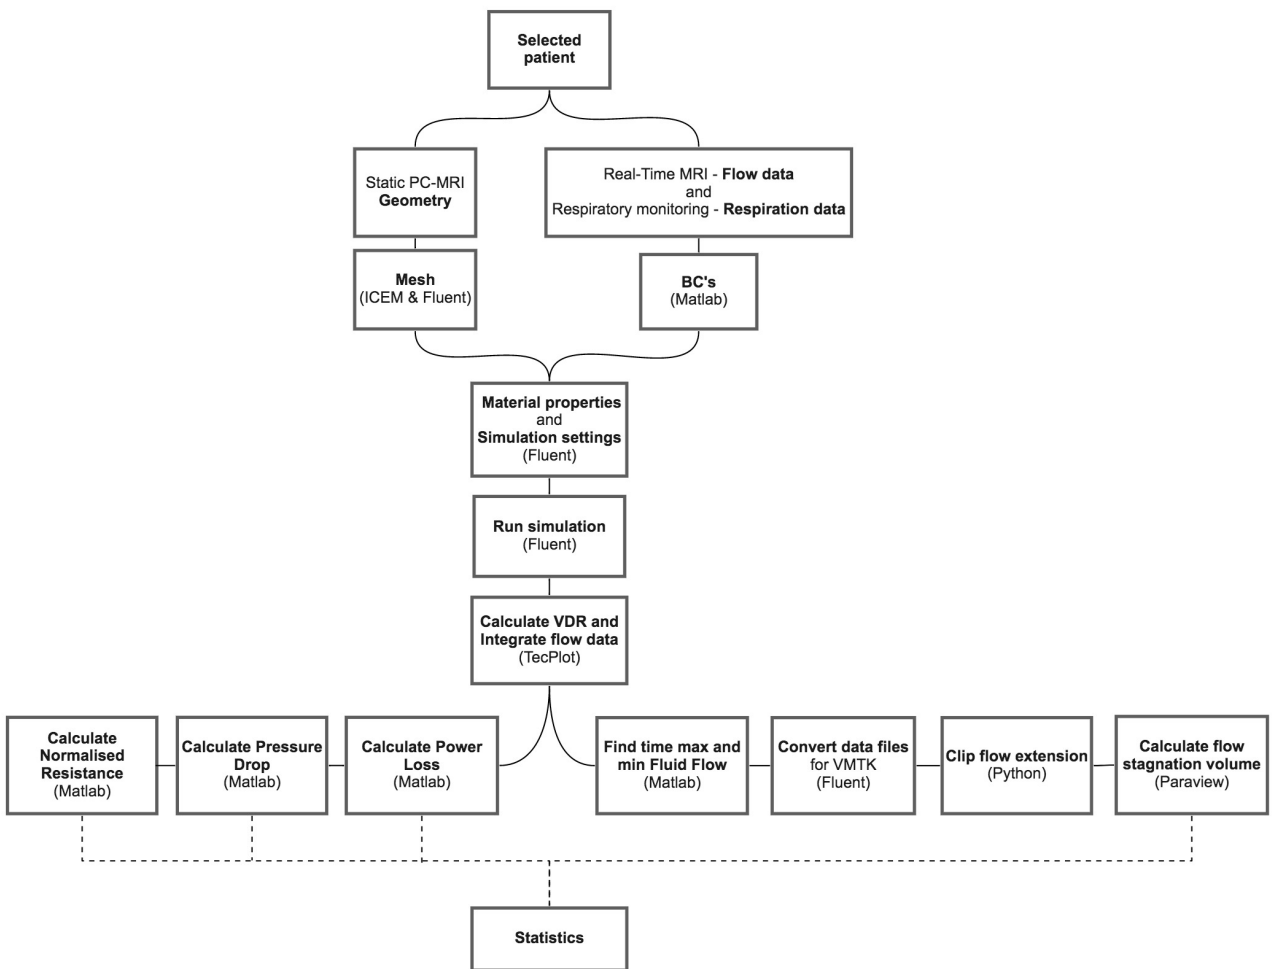 Selected
patient
Static PC-MRI
Geometry
Real-Time MRI - Flow data
and
Respiratory monitoring - Respiration data
Mesh
(ICEM & Fluent)
BC's
(Matlab)
Material properties
and
Simulation settings
(Fluent)
Run simulation
(Fluent)
Calculate VDR and
Integrate flow data
(TecPlot)
Calculate
Normalised
Resistance
(Matlab)
Calculate Pressure
Drop
(Matlab)
Calculate Power
Loss
(Matlab)
Find time max and
min Fluid Flow
(Matlab)
Convert data files
for VMTK
(Fluent)
Clip flow extension
(Python)
Calculate flow
stagnation volume
(Paraview)
Statistics